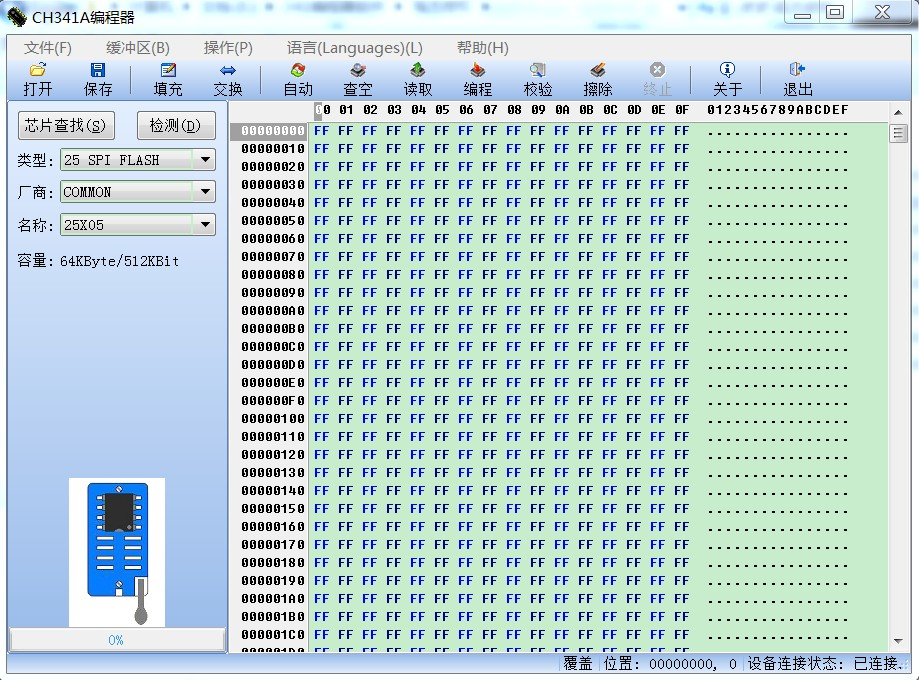 CH341A编程器
文件(F) 缓冲区(B) 操作(P) 语言(Languages)(L) 帮助(H)
打开 保存 填充 交换 自动 查空 读取 编程 校验 擦除 终止 关于 退出
芯片查找(S) 检测(D)
类型: 25 SPI FLASH
厂商: COMMON
名称: 25X05
容量: 64KByte/512KBit
0%
00 01 02 03 04 05 06 07 08 09 0A 0B 0C 0D 0E 0F 0123456789ABCDEF
00000000 FF FF FF FF FF FF FF FF FF FF FF FF FF FF FF FF ................
00000010 FF FF FF FF FF FF FF FF FF FF FF FF FF FF FF FF ................
00000020 FF FF FF FF FF FF FF FF FF FF FF FF FF FF FF FF ................
00000030 FF FF FF FF FF FF FF FF FF FF FF FF FF FF FF FF ................
00000040 FF FF FF FF FF FF FF FF FF FF FF FF FF FF FF FF ................
00000050 FF FF FF FF FF FF FF FF FF FF FF FF FF FF FF FF ................
00000060 FF FF FF FF FF FF FF FF FF FF FF FF FF FF FF FF ................
00000070 FF FF FF FF FF FF FF FF FF FF FF FF FF FF FF FF ................
00000080 FF FF FF FF FF FF FF FF FF FF FF FF FF FF FF FF ................
00000090 FF FF FF FF FF FF FF FF FF FF FF FF FF FF FF FF ................
000000A0 FF FF FF FF FF FF FF FF FF FF FF FF FF FF FF FF ................
000000B0 FF FF FF FF FF FF FF FF FF FF FF FF FF FF FF FF ................
000000C0 FF FF FF FF FF FF FF FF FF FF FF FF FF FF FF FF ................
000000D0 FF FF FF FF FF FF FF FF FF FF FF FF FF FF FF FF ................
000000E0 FF FF FF FF FF FF FF FF FF FF FF FF FF FF FF FF ................
000000F0 FF FF FF FF FF FF FF FF FF FF FF FF FF FF FF FF ................
00000100 FF FF FF FF FF FF FF FF FF FF FF FF FF FF FF FF ................
00000110 FF FF FF FF FF FF FF FF FF FF FF FF FF FF FF FF ................
00000120 FF FF FF FF FF FF FF FF FF FF FF FF FF FF FF FF ................
00000130 FF FF FF FF FF FF FF FF FF FF FF FF FF FF FF FF ................
00000140 FF FF FF FF FF FF FF FF FF FF FF FF FF FF FF FF ................
00000150 FF FF FF FF FF FF FF FF FF FF FF FF FF FF FF FF ................
00000160 FF FF FF FF FF FF FF FF FF FF FF FF FF FF FF FF ................
00000170 FF FF FF FF FF FF FF FF FF FF FF FF FF FF FF FF ................
00000180 FF FF FF FF FF FF FF FF FF FF FF FF FF FF FF FF ................
00000190 FF FF FF FF FF FF FF FF FF FF FF FF FF FF FF FF ................
000001A0 FF FF FF FF FF FF FF FF FF FF FF FF FF FF FF FF ................
000001B0 FF FF FF FF FF FF FF FF FF FF FF FF FF FF FF FF ................
000001C0 FF FF FF FF FF FF FF FF FF FF FF FF FF FF FF FF ................
覆盖 位置: 00000000, 0 设备连接状态: 已连接.